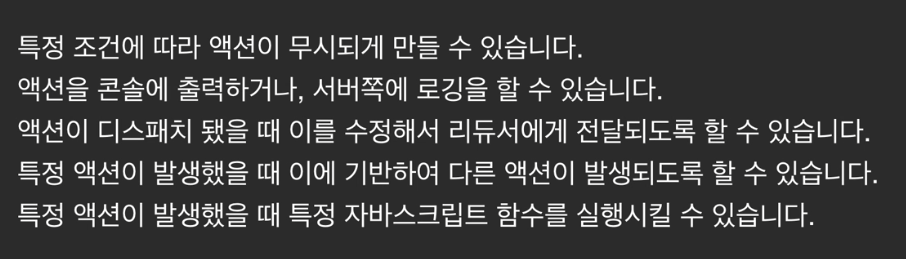 특정 조건에 따라 액션이 무시되게 만들 수 있습니다.
액션을 콘솔에 출력하거나, 서버쪽에 로깅을 할 수 있습니다.
액션이 디스패치 됐을 때 이를 수정해서 리듀서에게 전달되도록 할 수 있습니다.
특정 액션이 발생했을 때 이에 기반하여 다른 액션이 발생되도록 할 수 있습니다.
특정 액션이 발생했을 때 특정 자바스크립트 함수를 실행시킬 수 있습니다.